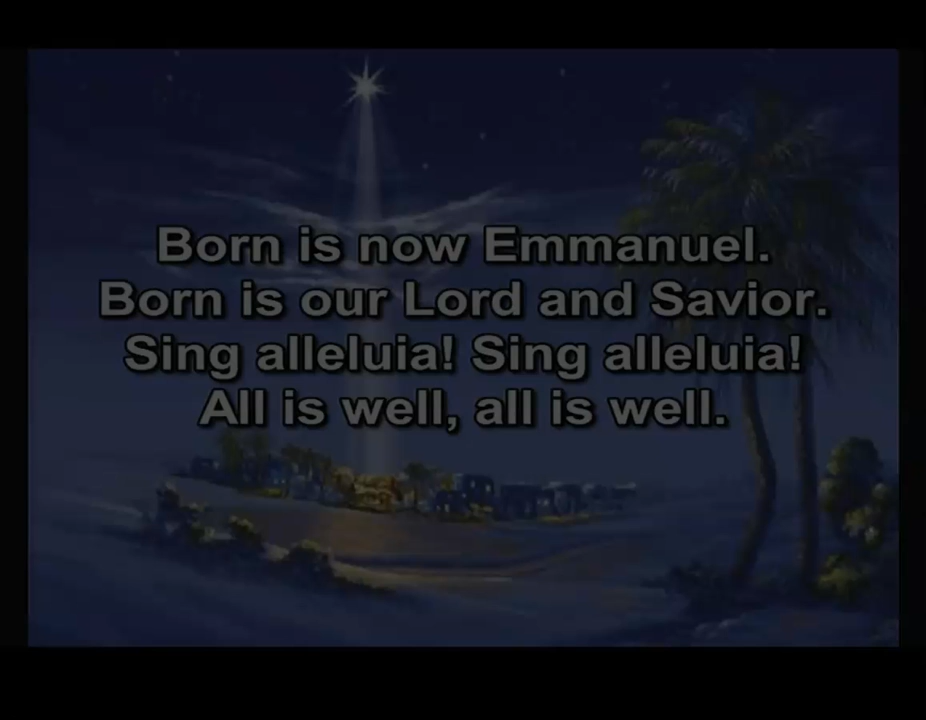 Born is now Emmanuel.
Born is our Lord and Savior.
Sing alleluia! Sing alleluia!
All is well, all is well.